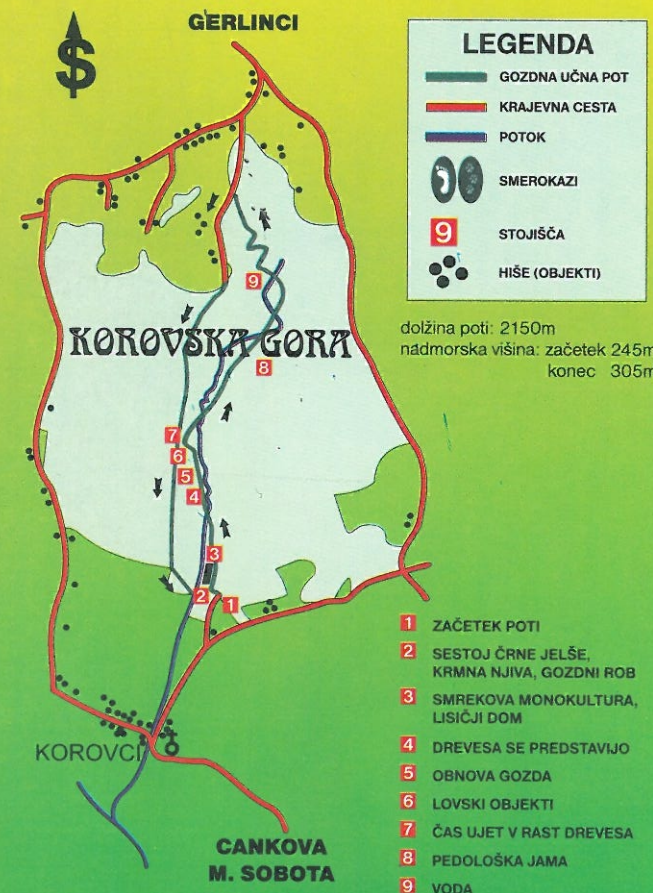 GERLINCI
S
LEGENDA
GOZDNA UČNA POT
KRAJEVNA CESTA
POTOK
SMEROKAZI
9 STOJIŠČA
HIŠE (OBJEKTI)
dolžina poti: 2150m
nadmorska višina: začetek 245m
konec 305m
KOROVSKA GORA
9
8
7
6
5
4
3
2
1
KOROVCI
CANKOVA
M. SOBOTA
1 ZAČETEK POTI
2 SESTOJ ČRNE JELŠE,
KRMNA NJIVA, GOZDNI ROB
3 SMREKOVA MONOKULTURA,
LISIČJI DOM
4 DREVESA SE PREDSTAVIJO
5 OBNOVA GOZDA
6 LOVSKI OBJEKTI
7 ČAS UJET V RAST DREVESA
8 PEDOLOŠKA JAMA
9 VODA